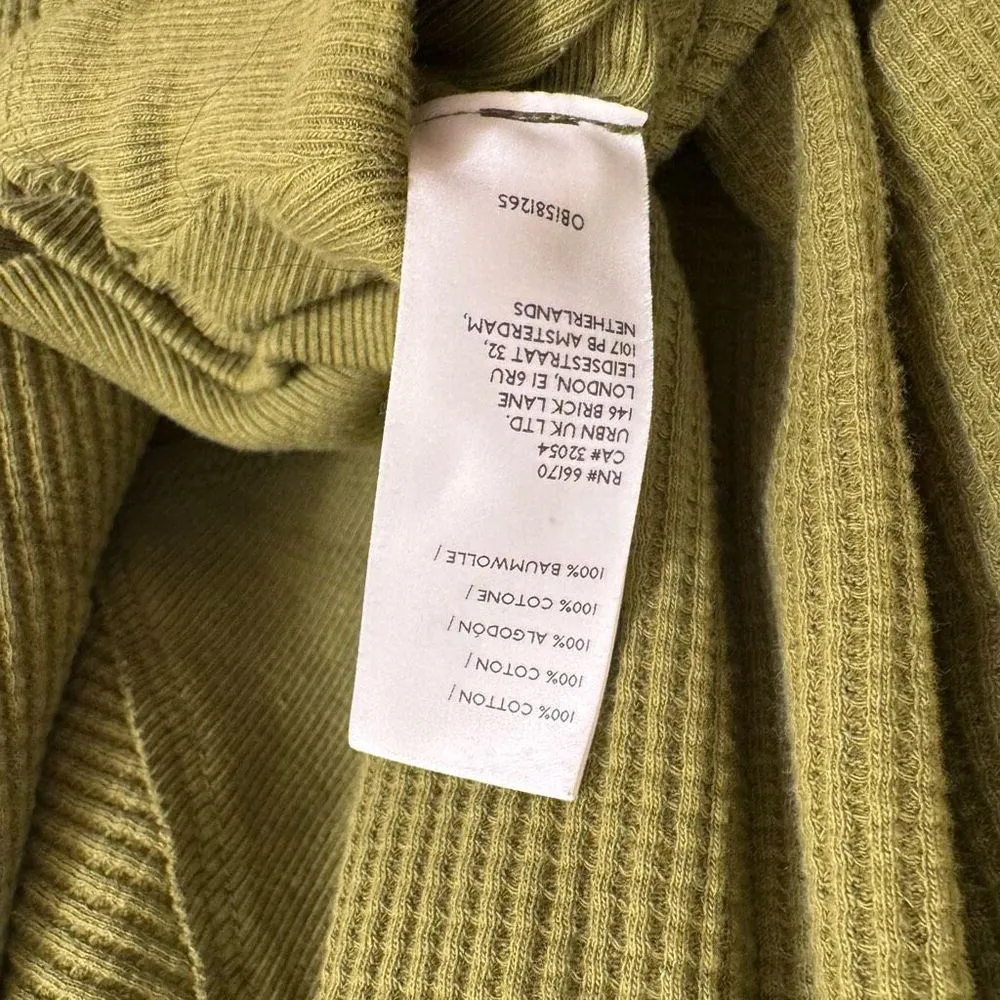 100% COTTON /
100% COTON /
100% ALGODÓN /
100% COTONE /
100% BAUMWOLLE /
RN# 66170
CA# 32054
URBN UK LTD.
146 BRICK LANE
LONDON, E1 6RU
LEIDSESTRAAT 32,
1017 PB AMSTERDAM,
NETHERLANDS
OB1581265